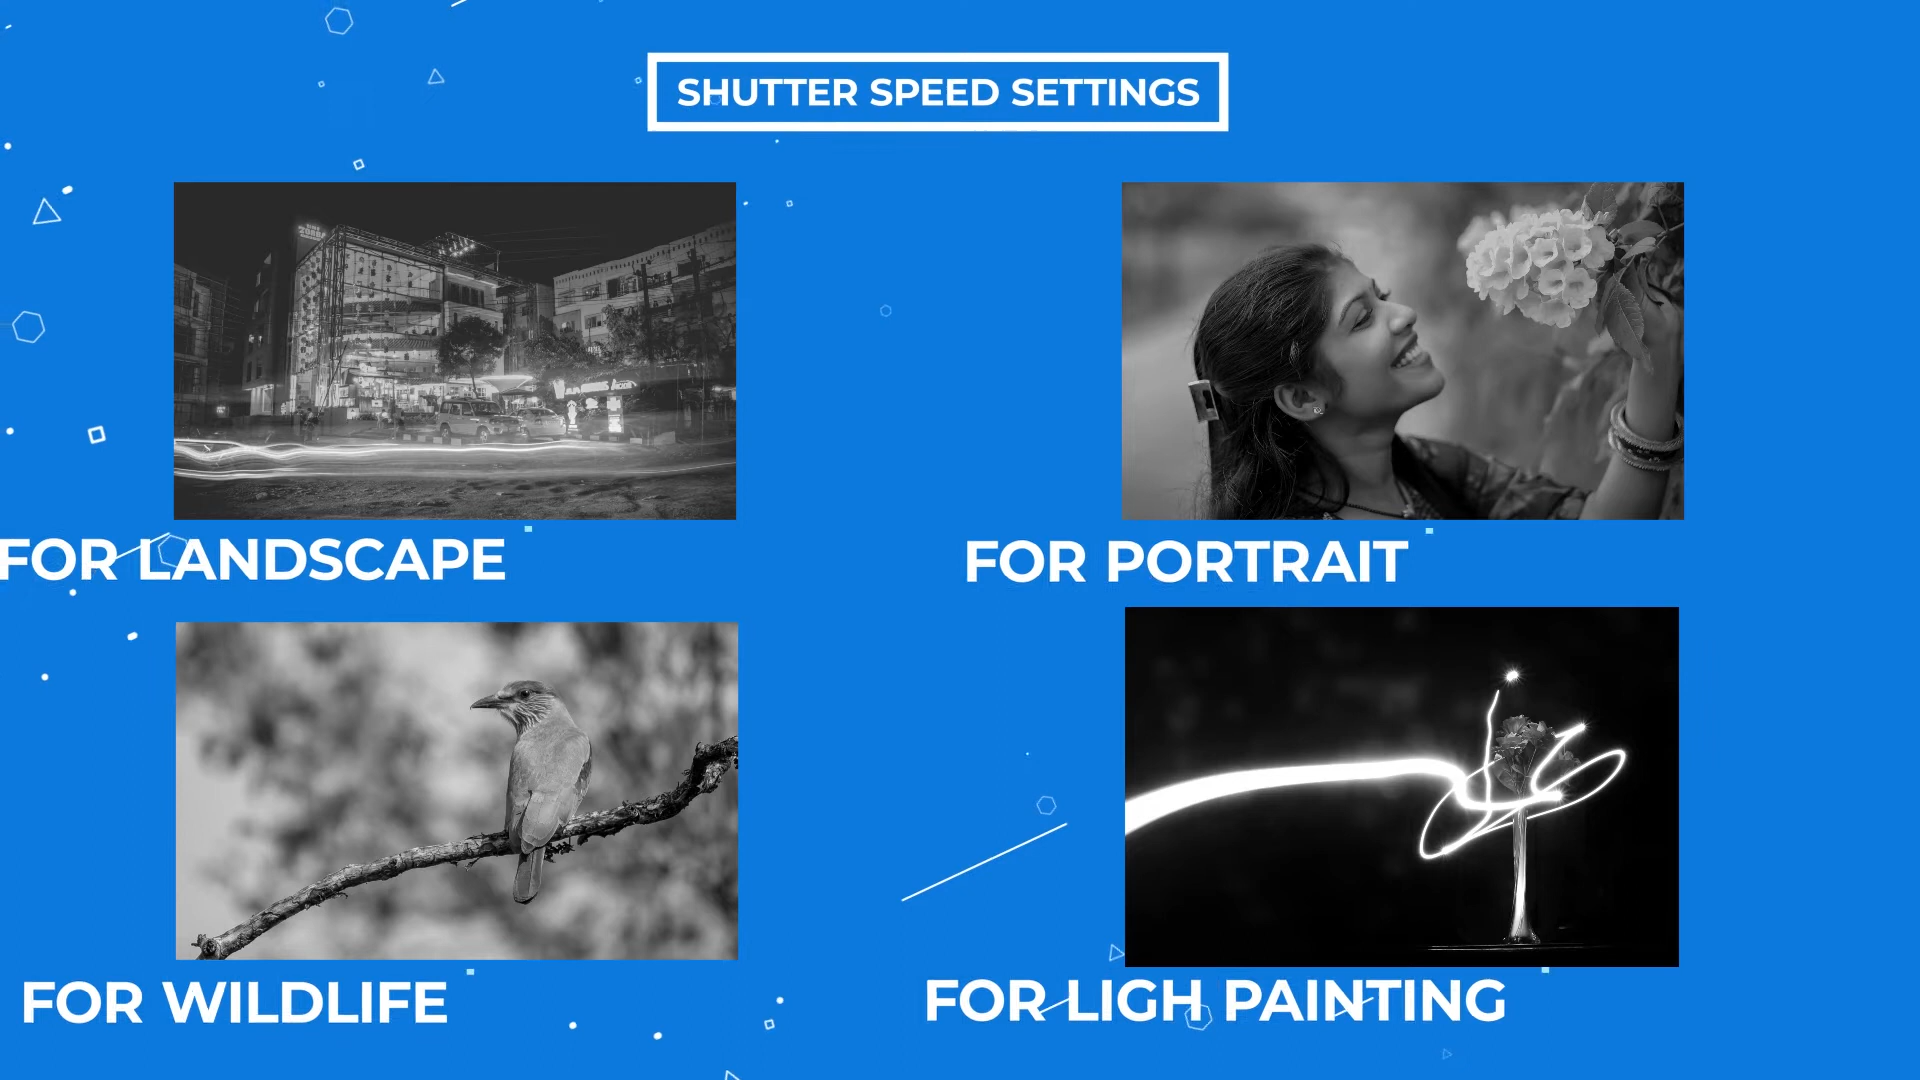 SHUTTER SPEED SETTINGS
FOR LANDSCAPE
FOR PORTRAIT
FOR WILDLIFE
FOR LIGH PAINTING